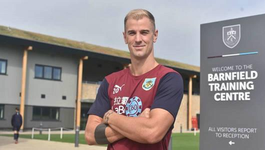 WELCOME TO THE
BARNFIELD
TRAINING
CENTRE
ALL VISITORS REPORT
TO RECEPTION